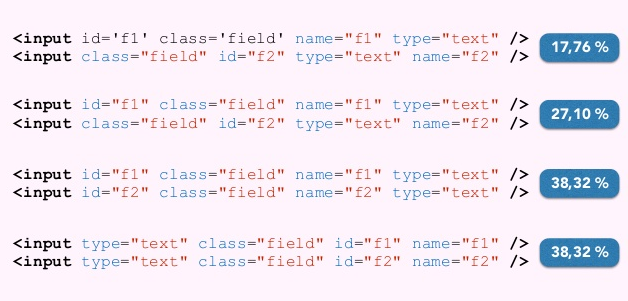 <input id='f1' class='field' name="f1" type="text" />
<input class="field" id="f2" type="text" name="f2" />
17,76 %
<input id="f1" class="field" name="f1" type="text" />
<input class="field" id="f2" type="text" name="f2" />
27,10 %
<input id="f1" class="field" name="f1" type="text" />
<input id="f2" class="field" name="f2" type="text" />
38,32 %
<input type="text" class="field" id="f1" name="f1" />
<input type="text" class="field" id="f2" name="f2" />
38,32 %